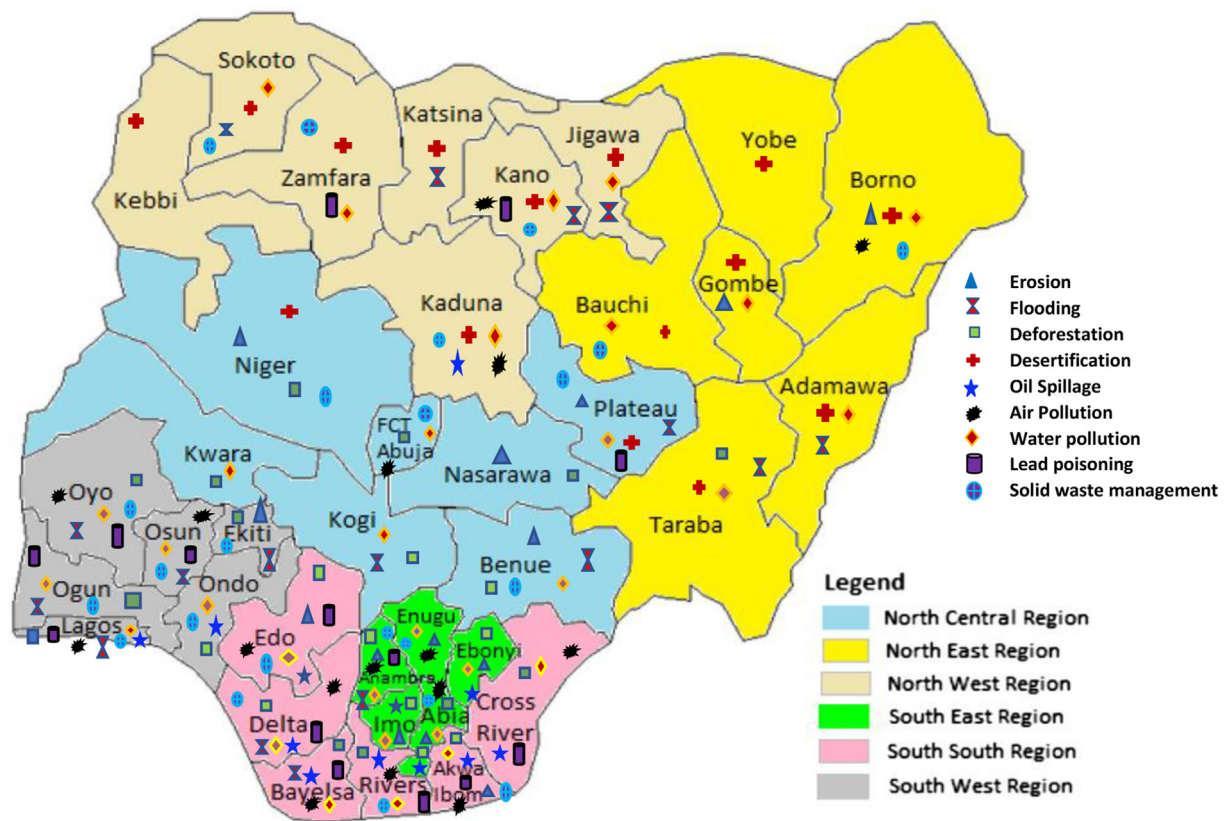 Sokoto
Katsina
Jigawa
Yobe
Borno
Kebbi
Zamfara
Kano
Kaduna
Bauchi
Gombe
Adamawa
Niger
FCT
Abuja
Plateau
Nasarawa
Kwara
Kogi
Benue
Taraba
Oyo
Osun
Ekiti
Ogun
Ondo
Lagos
Edo
Enugu
Ebonyi
Anambra
Imo
Abia
Cross
River
Delta
Bayelsa
Rivers
Akwa
Ibom
Erosion
Flooding
Deforestation
Desertification
Oil Spillage
Air Pollution
Water pollution
Lead poisoning
Solid waste management
Legend
North Central Region
North East Region
North West Region
South East Region
South South Region
South West Region